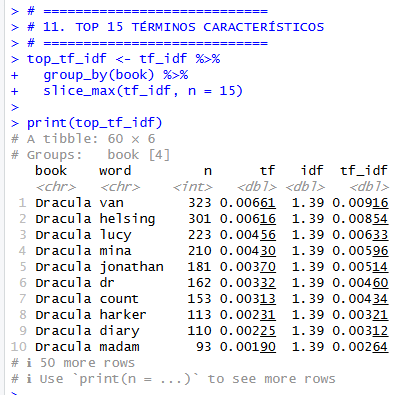 > # ============================
> # 11. TOP 15 TÉRMINOS CARACTERÍSTICOS
> # ============================
> top_tf_idf <- tf_idf %>%
+   group_by(book) %>%
+   slice_max(tf_idf, n = 15)
>
> print(top_tf_idf)
# A tibble: 60 × 6
# Groups:   book [4]
   book    word         n      tf   idf  tf_idf
   <chr>   <chr>    <int>   <dbl> <dbl>   <dbl>
 1 Dracula van        323 0.00661  1.39 0.00916
 2 Dracula helsing    301 0.00616  1.39 0.00854
 3 Dracula lucy       223 0.00456  1.39 0.00633
 4 Dracula mina       210 0.00430  1.39 0.00596
 5 Dracula jonathan   181 0.00370  1.39 0.00514
 6 Dracula dr         162 0.00332  1.39 0.00460
 7 Dracula count      153 0.00313  1.39 0.00434
 8 Dracula harker     113 0.00231  1.39 0.00321
 9 Dracula diary      110 0.00225  1.39 0.00312
10 Dracula madam       93 0.00190  1.39 0.00264
# ℹ 50 more rows
# ℹ Use `print(n = ...)` to see more rows
>